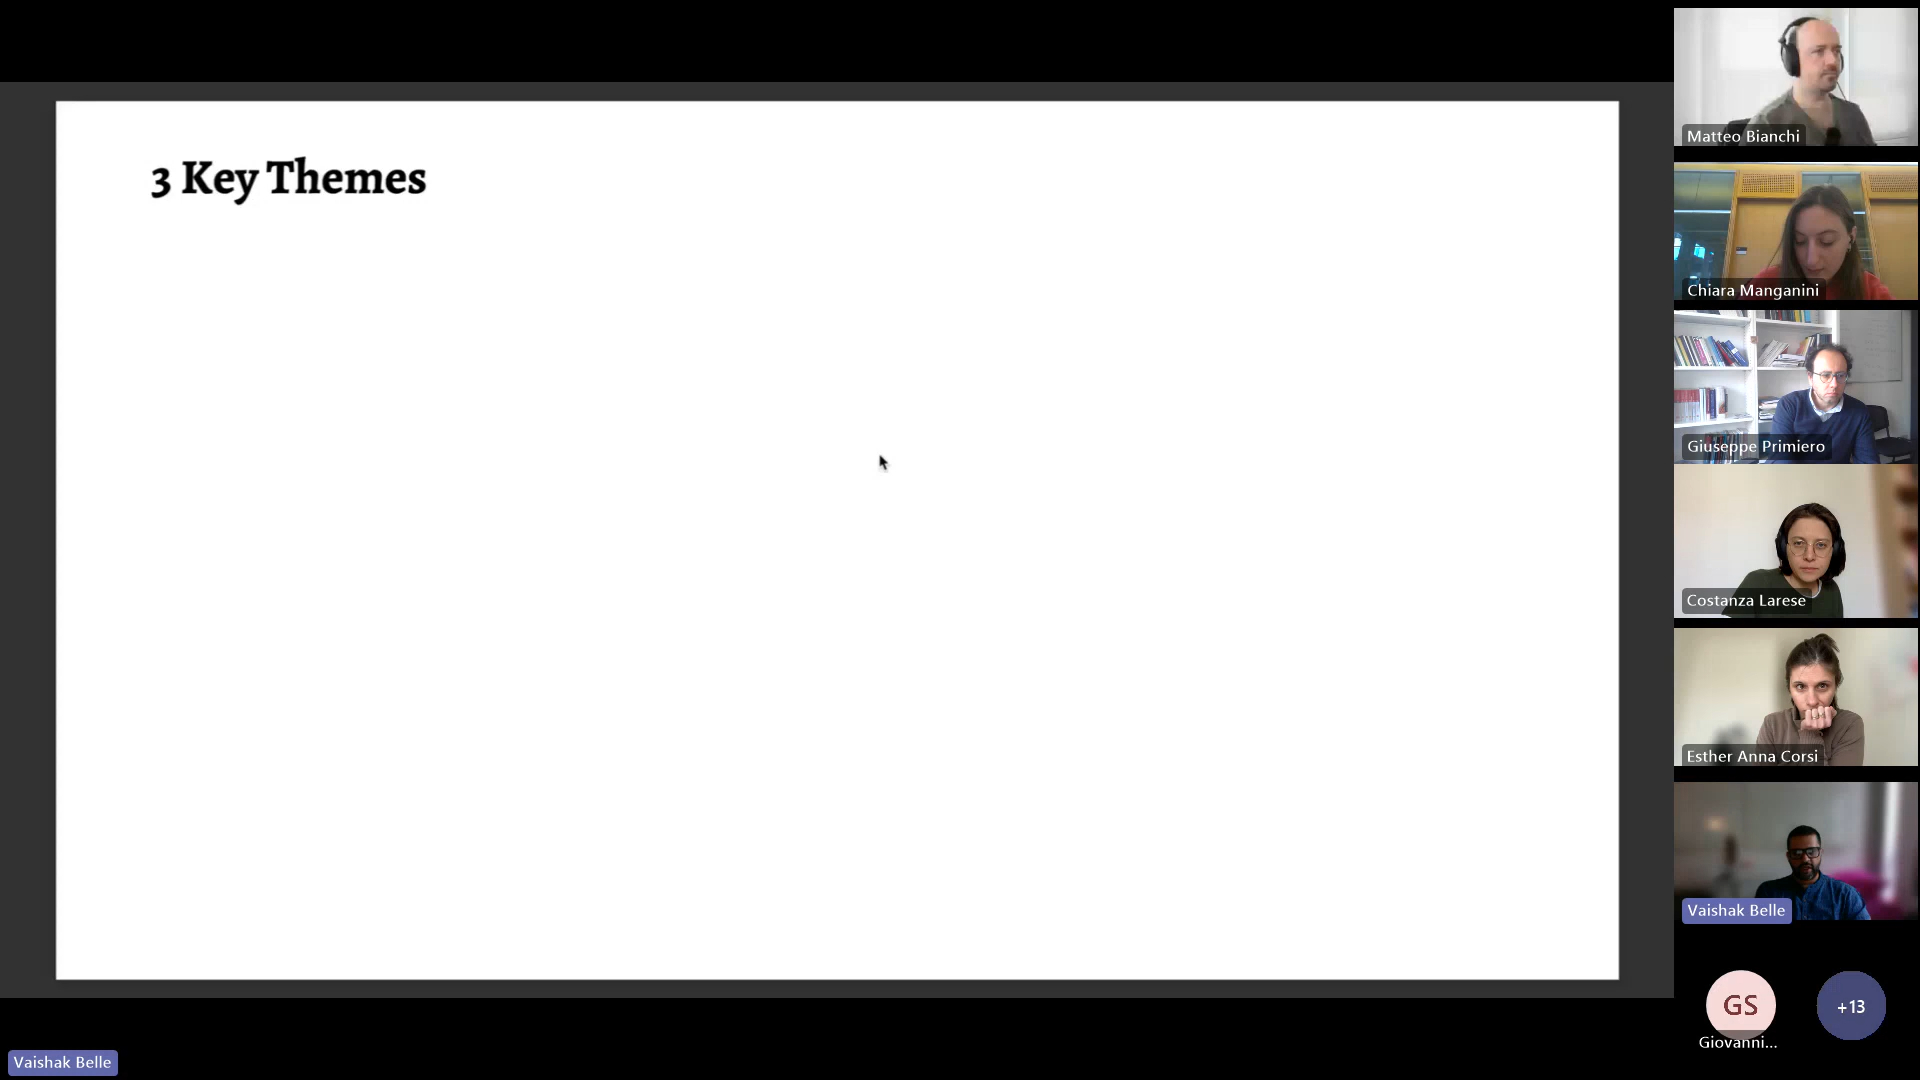 3 Key Themes
Matteo Bianchi
Chiara Manganini
Giuseppe Primiero
Costanza Larese
Esther Anna Corsi
Vaishak Belle
GS
+13
Giovanni...
Vaishak Belle